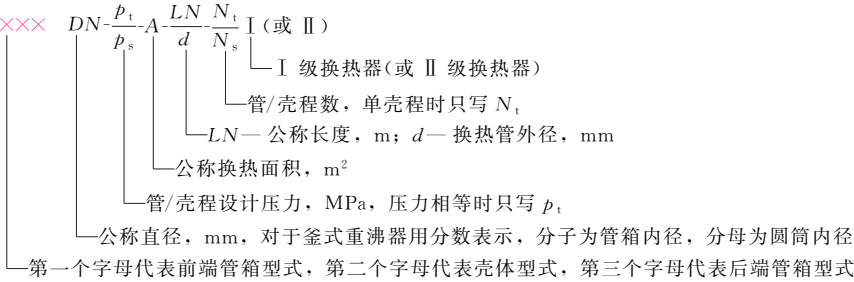 ××× DN-pt/ps-A-LN/d-Nt/Ns Ⅰ(或 Ⅱ)
Ⅰ 级换热器(或 Ⅱ 级换热器)
管/壳程数，单壳程时只写 Nt
LN— 公称长度，m；d— 换热管外径，mm
公称换热面积，m²
管/壳程设计压力，MPa，压力相等时只写 pt
公称直径，mm，对于釜式重沸器用分数表示，分子为管箱内径，分母为圆筒内径
第一个字母代表前端管箱型式，第二个字母代表壳体型式，第三个字母代表后端管箱型式